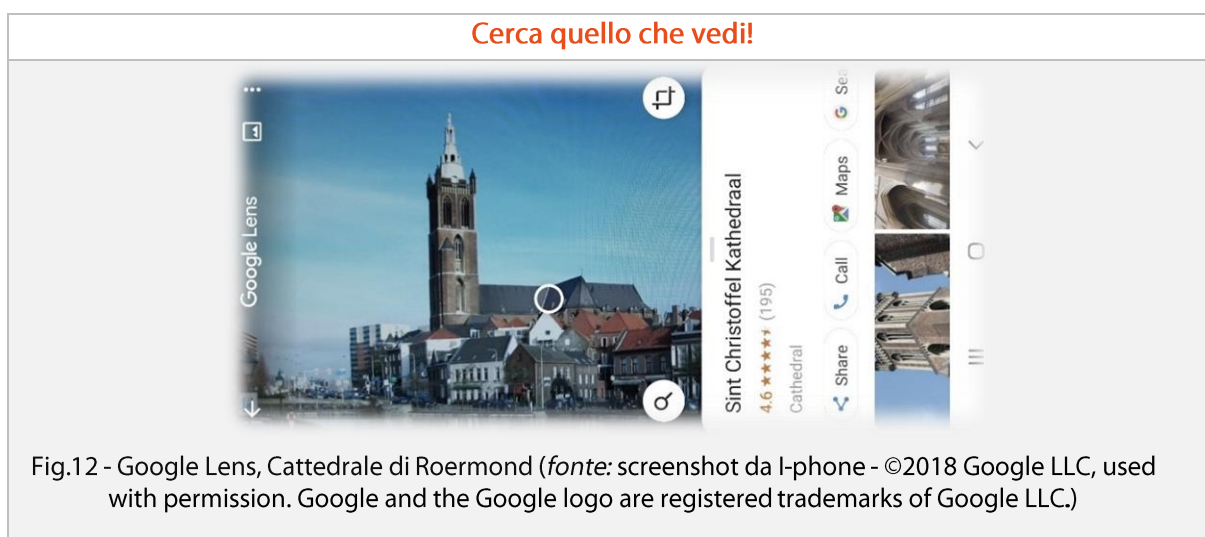 Cerca quello che vedi!
Google Lens
Sint Christoffel Kathedraal
4.6 ★★★★★ (195)
Cathedral
Share
Call
Maps
G Sea
Fig.12 - Google Lens, Cattedrale di Roermond (fonte: screenshot da I-phone - ©2018 Google LLC, used
with permission. Google and the Google logo are registered trademarks of Google LLC.)